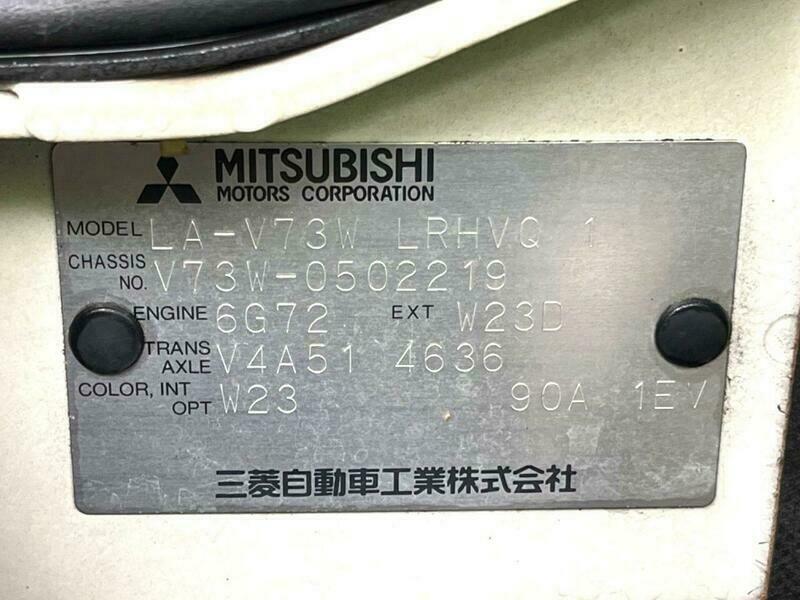 MITSUBISHI
MOTORS CORPORATION
MODEL LA-V73W LRHVQ 1
CHASSIS NO. V73W-0502219
ENGINE 6G72 EXT W23D
TRANS AXLE V4A51 4636
COLOR, INT OPT W23 90A 1EV
三菱自動車工業株式会社